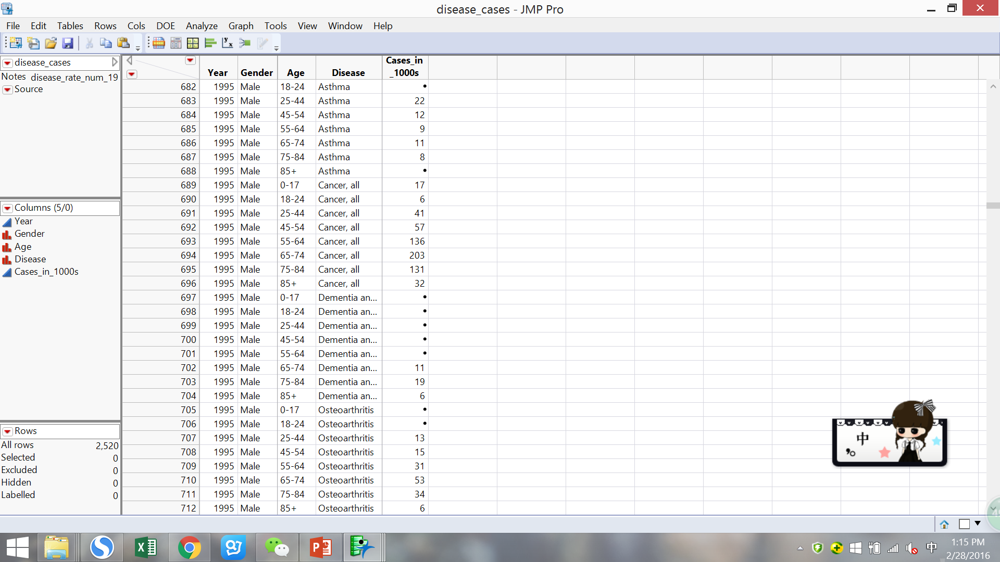 disease_cases - JMP Pro
File Edit Tables Rows Cols DOE Analyze Graph Tools View Window Help
disease_cases
Notes disease_rate_num_19
Source
Columns (5/0)
Year
Gender
Age
Disease
Cases_in_1000s
Rows
All rows 2,520
Selected 0
Excluded 0
Hidden 0
Labelled 0
Year Gender Age Disease Cases_in
_1000s
682 1995 Male 18-24 Asthma •
683 1995 Male 25-44 Asthma 22
684 1995 Male 45-54 Asthma 12
685 1995 Male 55-64 Asthma 9
686 1995 Male 65-74 Asthma 11
687 1995 Male 75-84 Asthma 8
688 1995 Male 85+ Asthma •
689 1995 Male 0-17 Cancer, all 17
690 1995 Male 18-24 Cancer, all 6
691 1995 Male 25-44 Cancer, all 41
692 1995 Male 45-54 Cancer, all 57
693 1995 Male 55-64 Cancer, all 136
694 1995 Male 65-74 Cancer, all 203
695 1995 Male 75-84 Cancer, all 131
696 1995 Male 85+ Cancer, all 32
697 1995 Male 0-17 Dementia an... •
698 1995 Male 18-24 Dementia an... •
699 1995 Male 25-44 Dementia an... •
700 1995 Male 45-54 Dementia an... •
701 1995 Male 55-64 Dementia an... •
702 1995 Male 65-74 Dementia an... 11
703 1995 Male 75-84 Dementia an... 19
704 1995 Male 85+ Dementia an... 6
705 1995 Male 0-17 Osteoarthritis •
706 1995 Male 18-24 Osteoarthritis •
707 1995 Male 25-44 Osteoarthritis 13
708 1995 Male 45-54 Osteoarthritis 15
709 1995 Male 55-64 Osteoarthritis 31
710 1995 Male 65-74 Osteoarthritis 53
711 1995 Male 75-84 Osteoarthritis 34
712 1995 Male 85+ Osteoarthritis 6
中
中 1:15 PM
2/28/2016